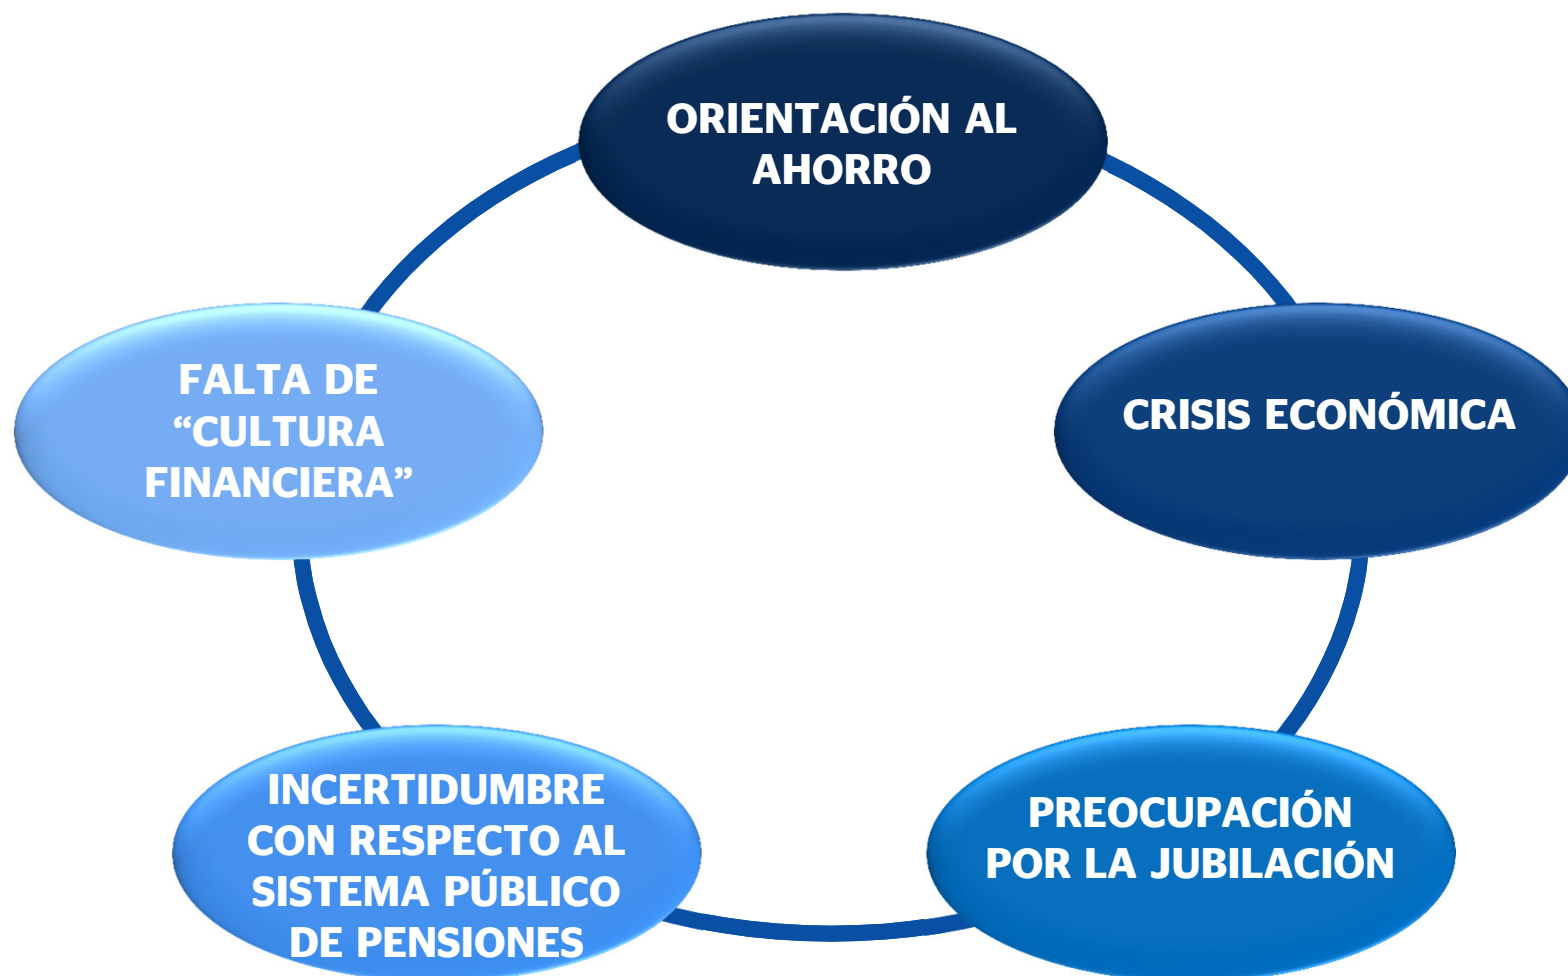 ORIENTACIÓN AL
AHORRO
CRISIS ECONÓMICA
PREOCUPACIÓN
POR LA JUBILACIÓN
INCERTIDUMBRE
CON RESPECTO AL
SISTEMA PÚBLICO
DE PENSIONES
FALTA DE
“CULTURA
FINANCIERA”